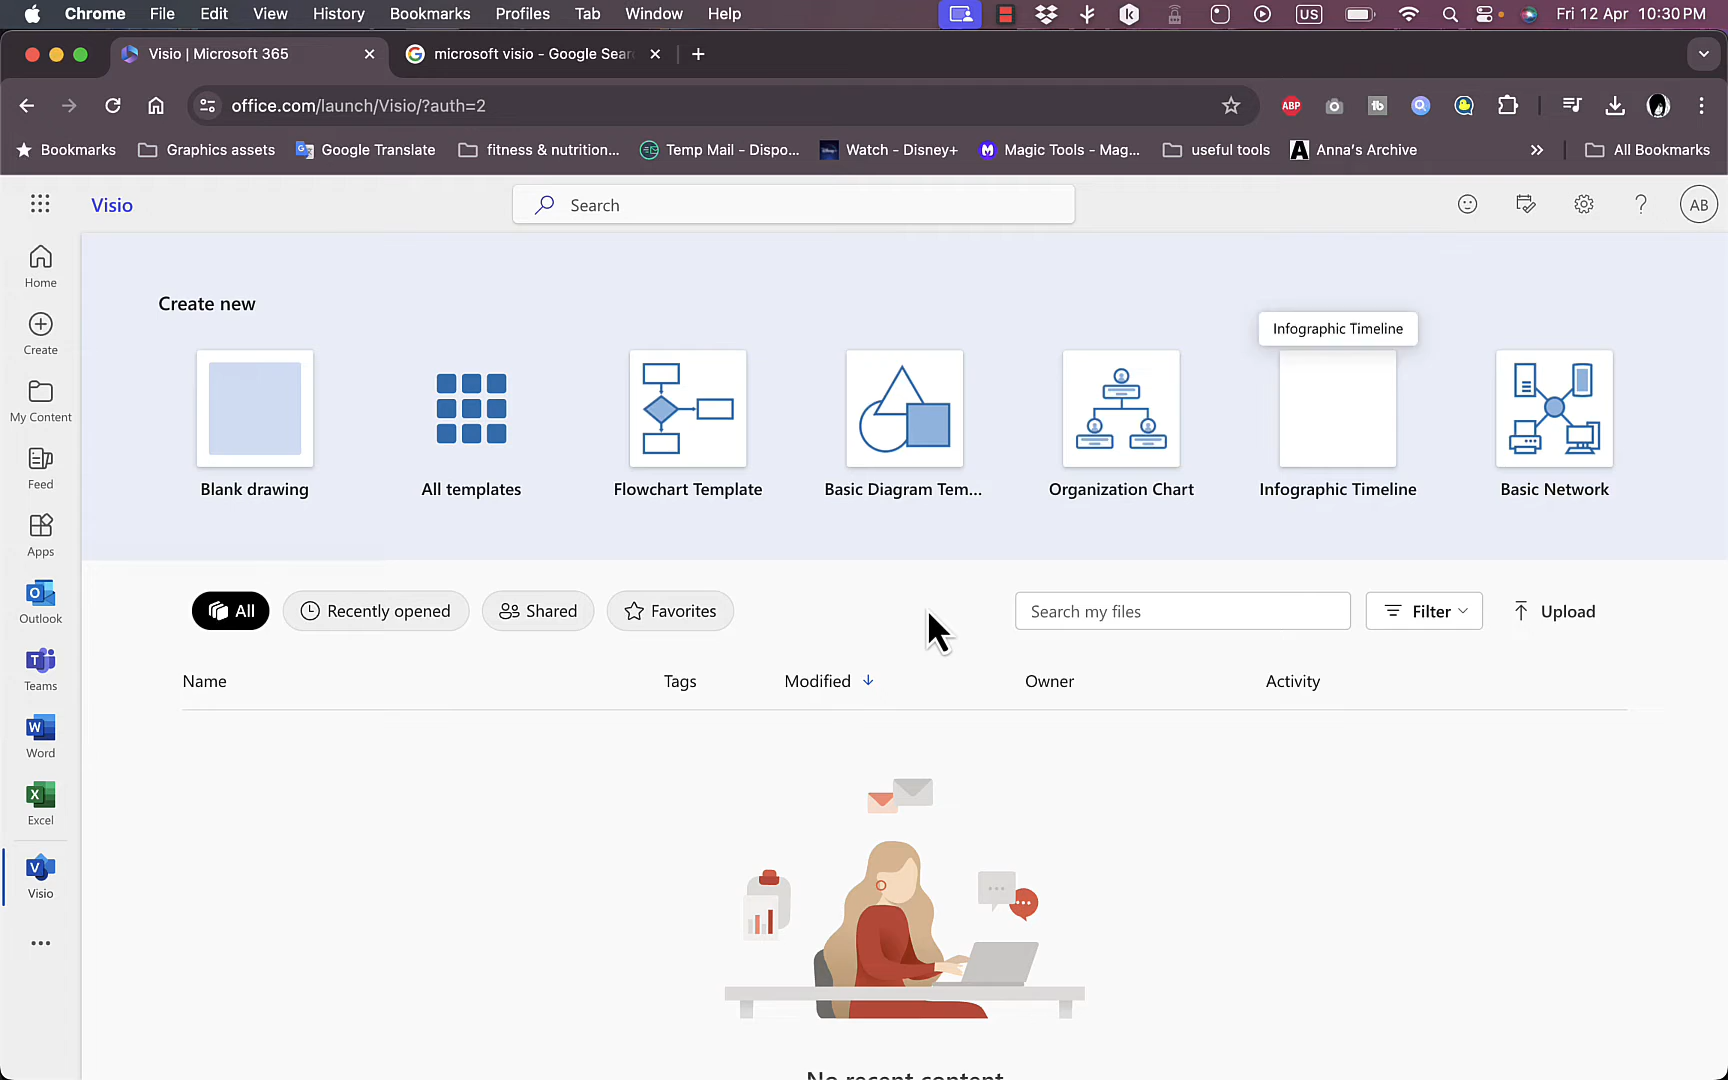 Chrome File Edit View History Bookmarks Profiles Tab Window Help US Fri 12 Apr 10:30 PM
Visio | Microsoft 365 microsoft visio - Google Sear
office.com/launch/Visio/?auth=2 ABP
Bookmarks Graphics assets Google Translate fitness & nutrition... Temp Mail - Dispo... Watch - Disney+ Magic Tools - Mag... useful tools Anna's Archive All Bookmarks
Visio Search AB
Home
Create
My Content
Feed
Apps
Outlook
Teams
Word
Excel
Visio
Create new
Infographic Timeline
Blank drawing All templates Flowchart Template Basic Diagram Tem... Organization Chart Infographic Timeline Basic Network
All Recently opened Shared Favorites Search my files Filter Upload
Name Tags Modified Owner Activity
No recent content